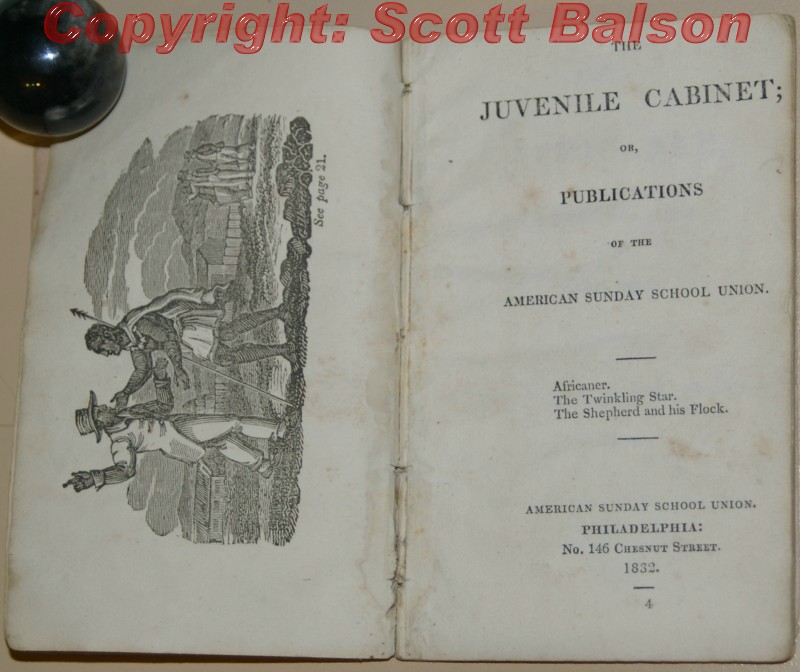 Copyright: Scott Balson
See page 21.
THE
JUVENILE CABINET;
OR,
PUBLICATIONS
OF THE
AMERICAN SUNDAY SCHOOL UNION.
Africaner.
The Twinkling Star.
The Shepherd and his Flock.
AMERICAN SUNDAY SCHOOL UNION.
PHILADELPHIA:
No. 146 CHESNUT STREET.
1832.
4